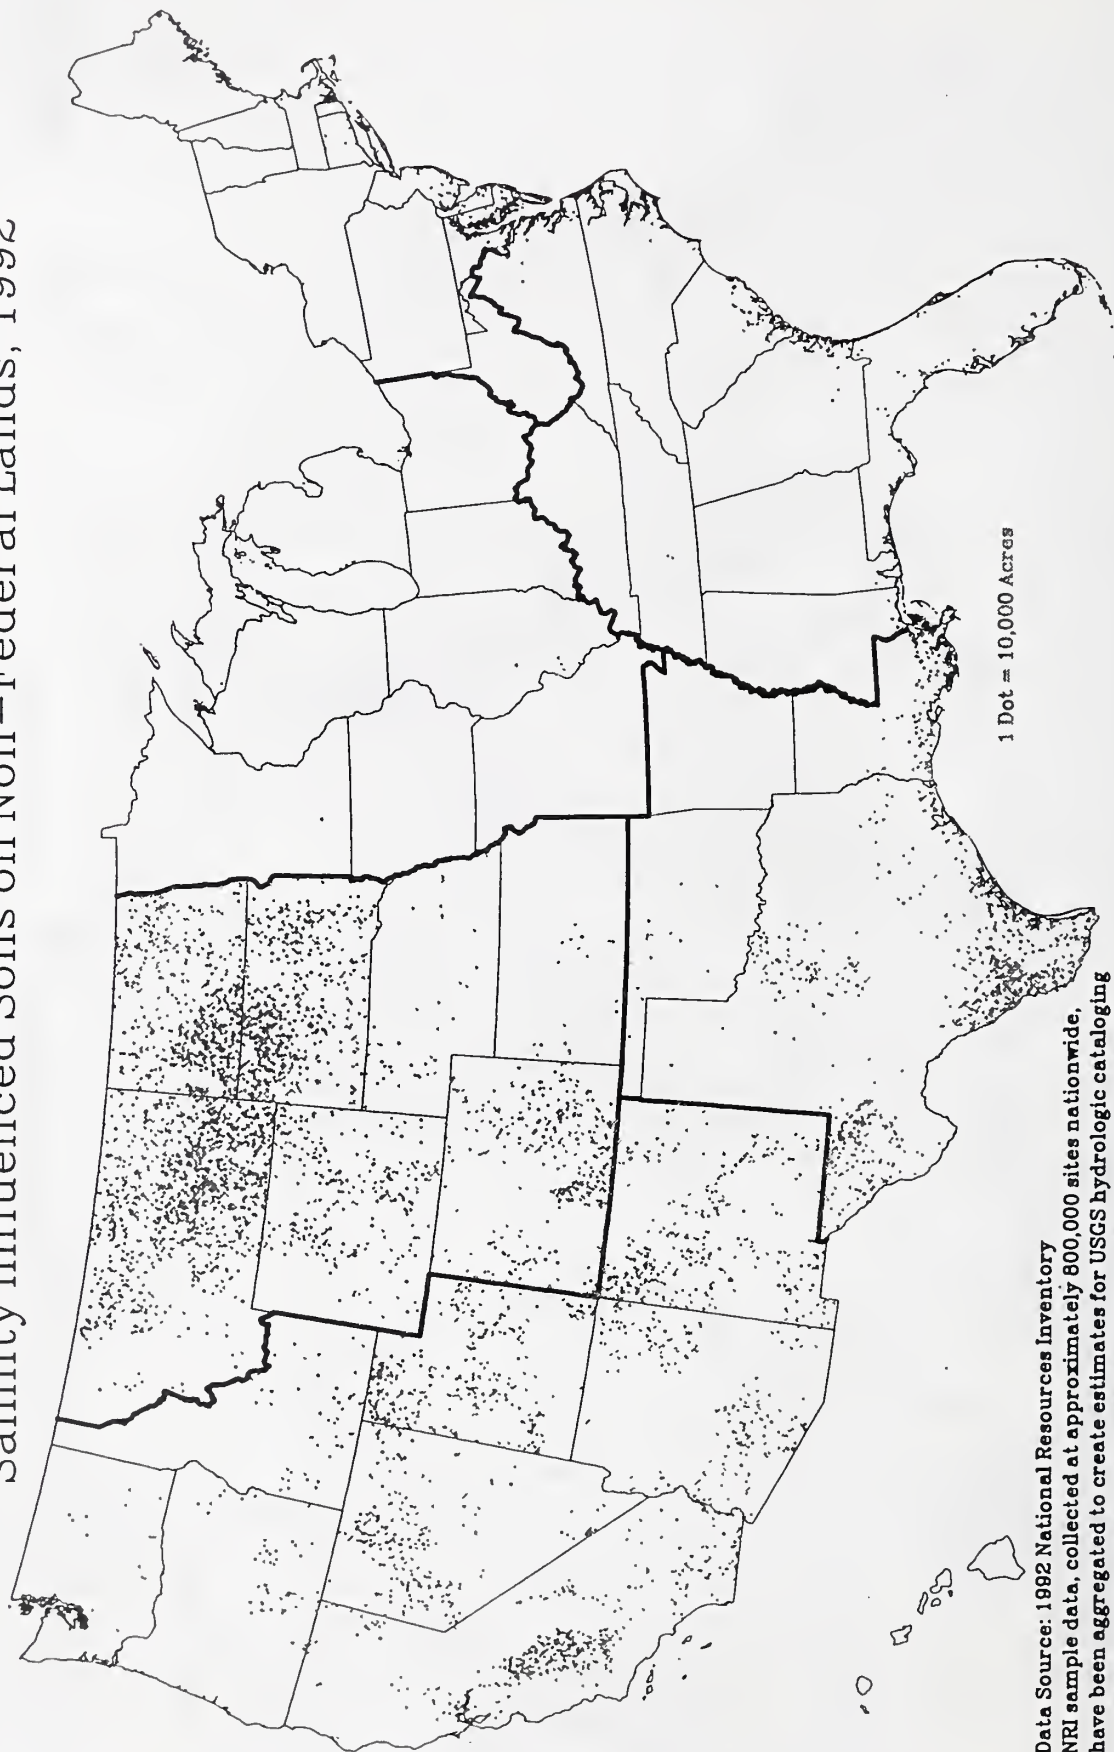 Salinity Influenced Soils on Non-Federal Lands, 1992
1 Dot = 10,000 Acres
Data Source: 1992 National Resources Inventory
NRI sample data, collected at approximately 800,000 sites nationwide,
have been aggregated to create estimates for USGS hydrologic cataloging